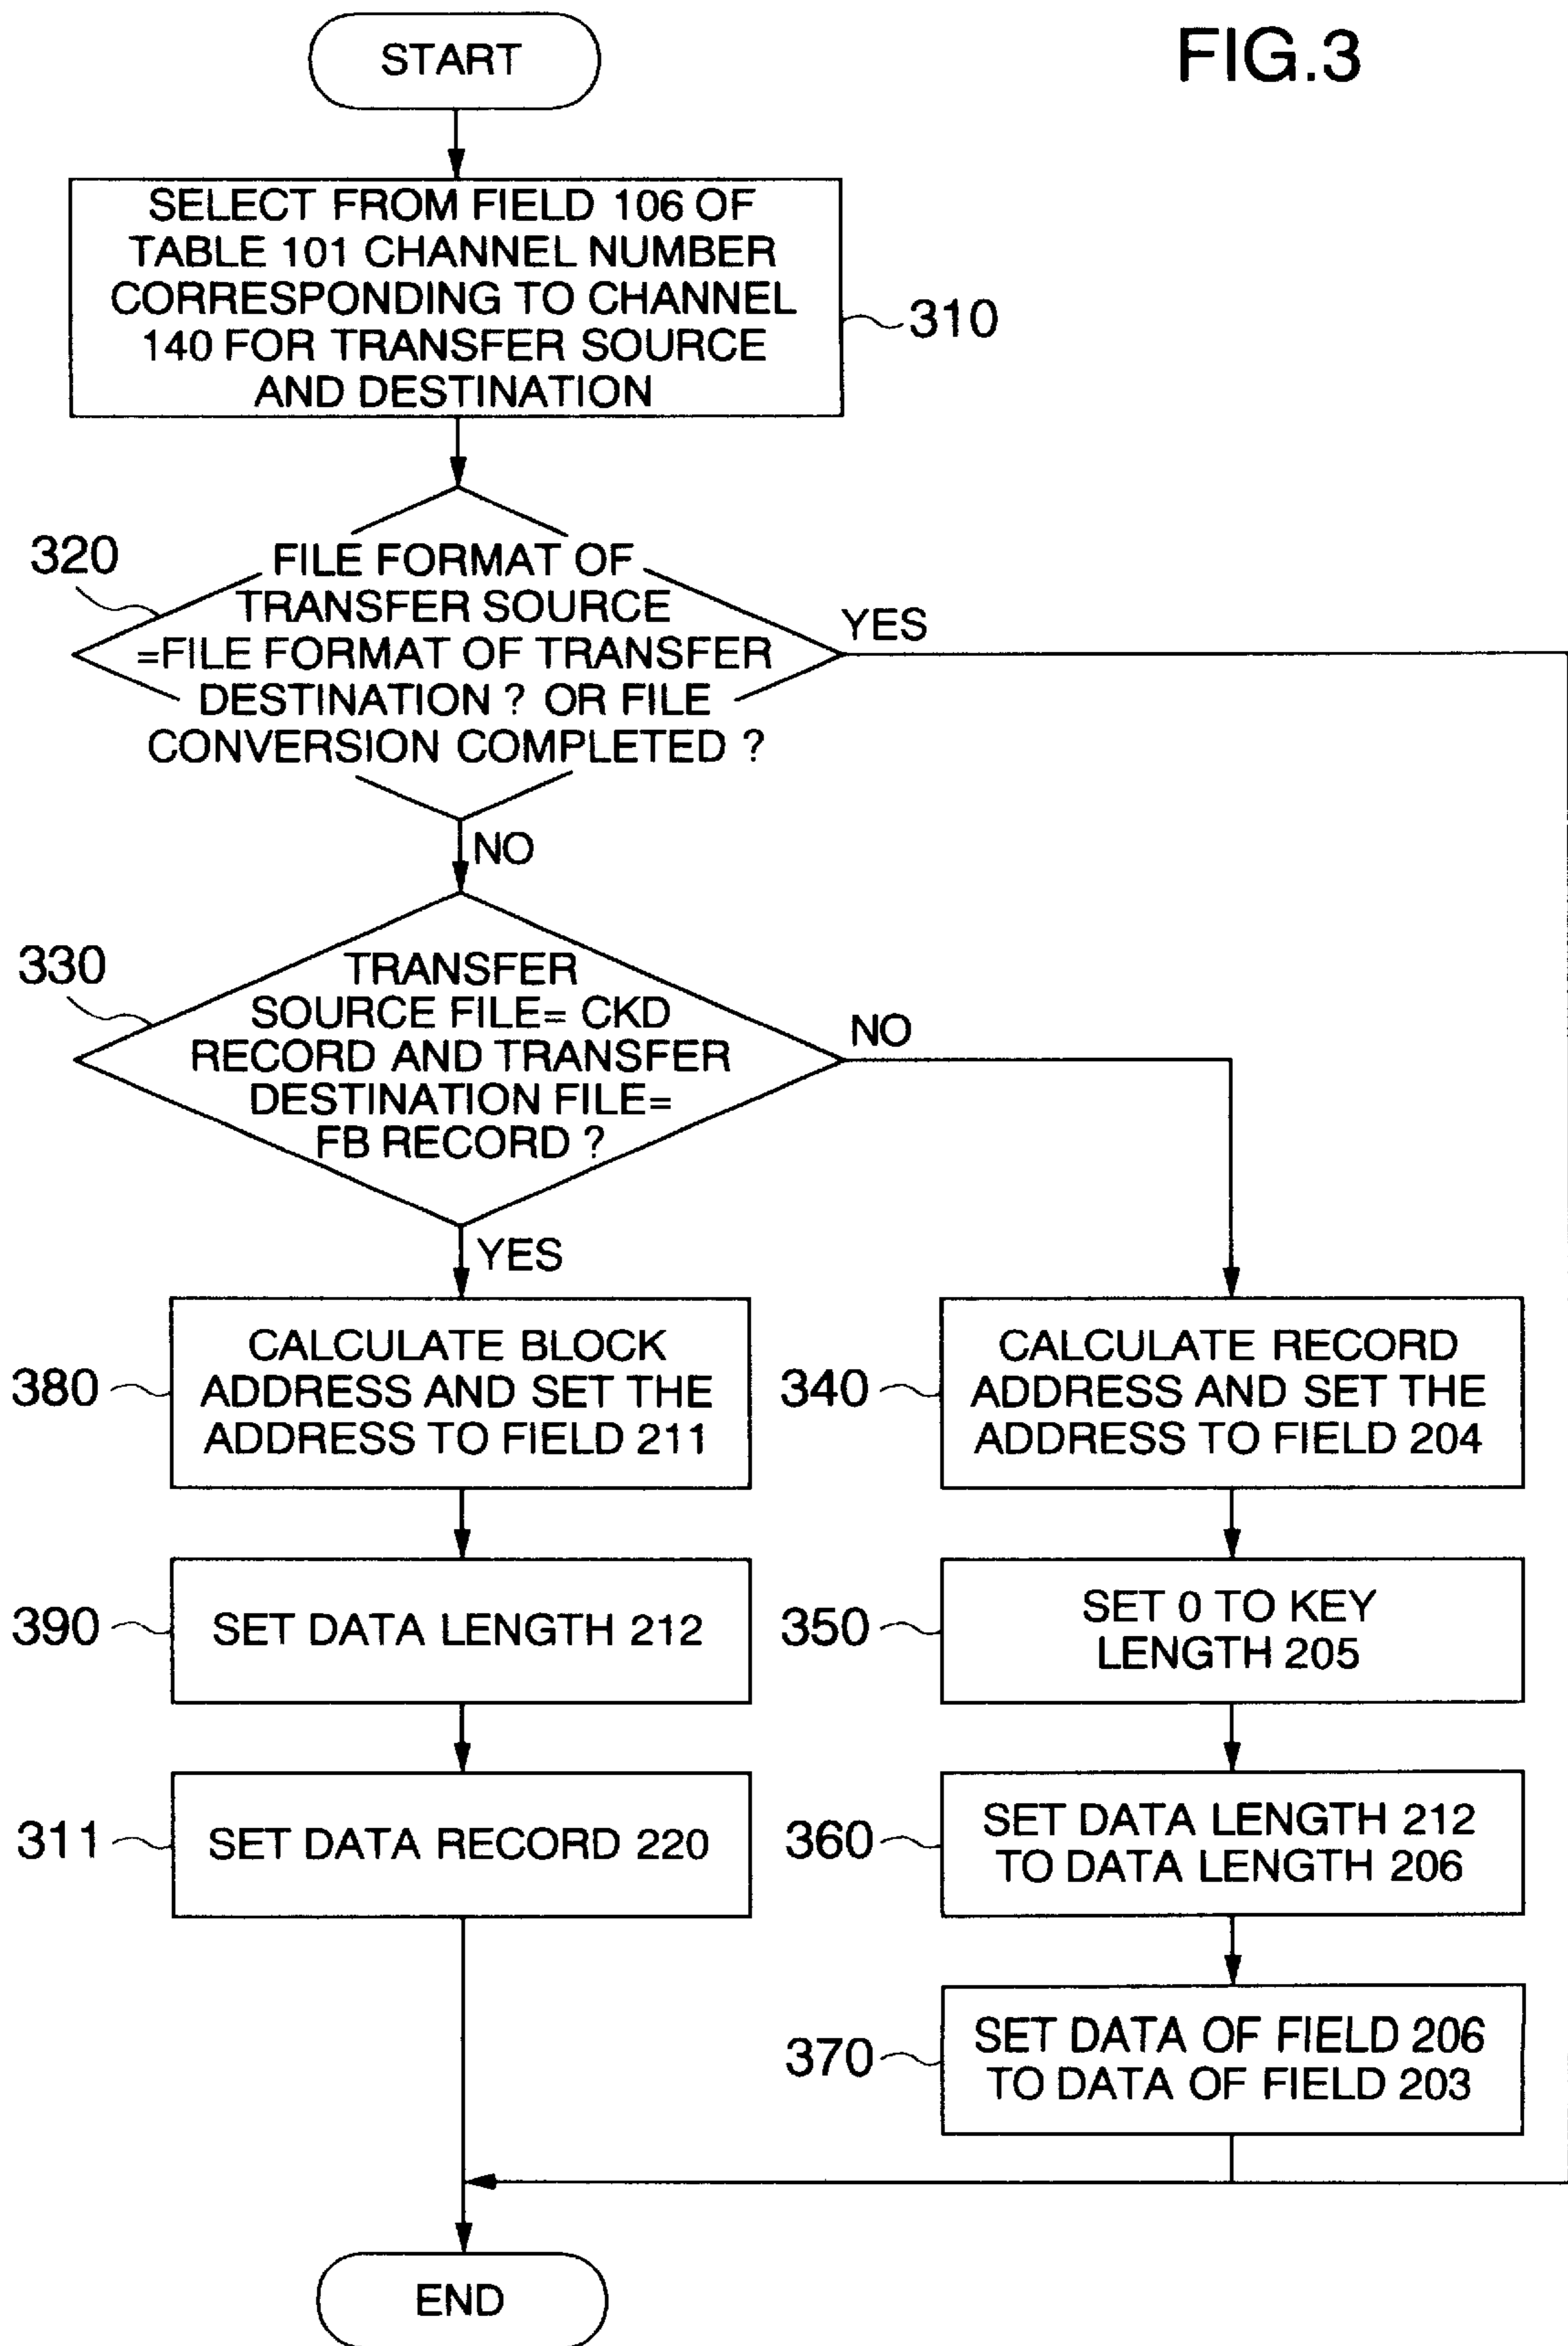 FIG.3
START
SELECT FROM FIELD 106 OF
TABLE 101 CHANNEL NUMBER
CORRESPONDING TO CHANNEL
140 FOR TRANSFER SOURCE
AND DESTINATION
310
320
FILE FORMAT OF
TRANSFER SOURCE
=FILE FORMAT OF TRANSFER
DESTINATION ? OR FILE
CONVERSION COMPLETED ?
YES
NO
330
TRANSFER
SOURCE FILE= CKD
RECORD AND TRANSFER
DESTINATION FILE=
FB RECORD ?
NO
YES
380
CALCULATE BLOCK
ADDRESS AND SET THE
ADDRESS TO FIELD 211
340
CALCULATE RECORD
ADDRESS AND SET THE
ADDRESS TO FIELD 204
390
SET DATA LENGTH 212
350
SET 0 TO KEY
LENGTH 205
311
SET DATA RECORD 220
360
SET DATA LENGTH 212
TO DATA LENGTH 206
370
SET DATA OF FIELD 206
TO DATA OF FIELD 203
END